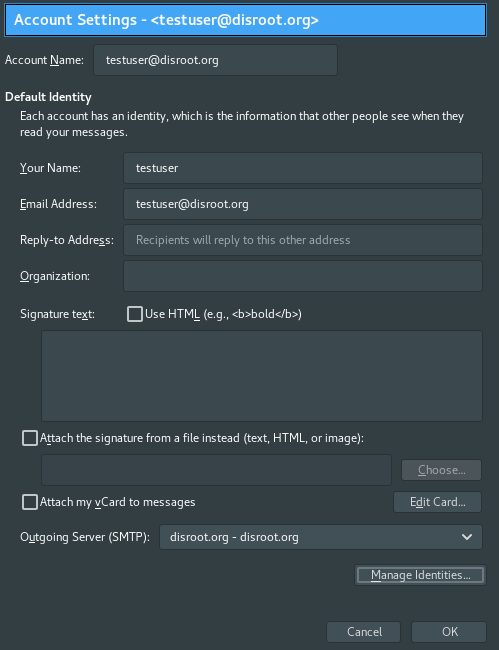 Account Settings - <testuser@disroot.org>
Account Name: testuser@disroot.org
Default Identity
Each account has an identity, which is the information that other people see when they
read your messages.
Your Name: testuser
Email Address: testuser@disroot.org
Reply-to Address: Recipients will reply to this other address
Organization:
Signature text: Use HTML (e.g., <b>bold</b>)
Attach the signature from a file instead (text, HTML, or image):
Choose...
Attach my vCard to messages Edit Card...
Outgoing Server (SMTP): disroot.org - disroot.org
Manage Identities...
Cancel OK